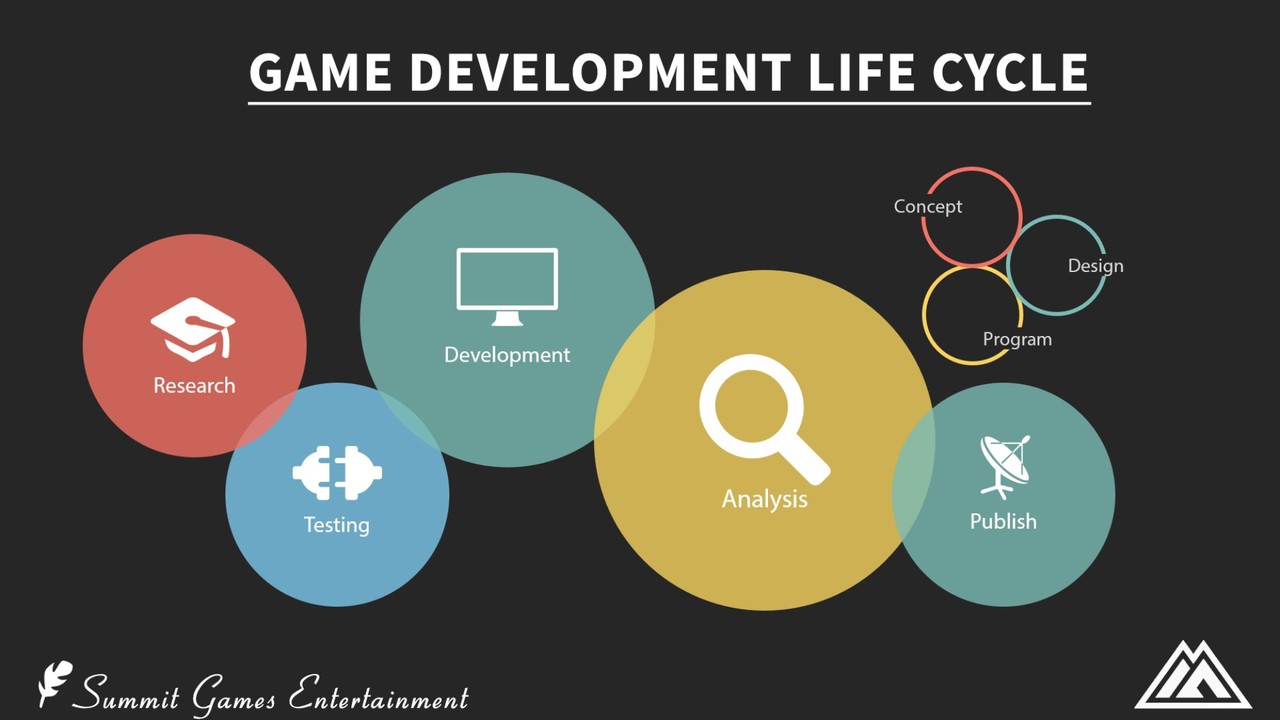 GAME DEVELOPMENT LIFE CYCLE
Concept
Design
Program
Research
Development
Testing
Analysis
Publish
Summit Games Entertainment